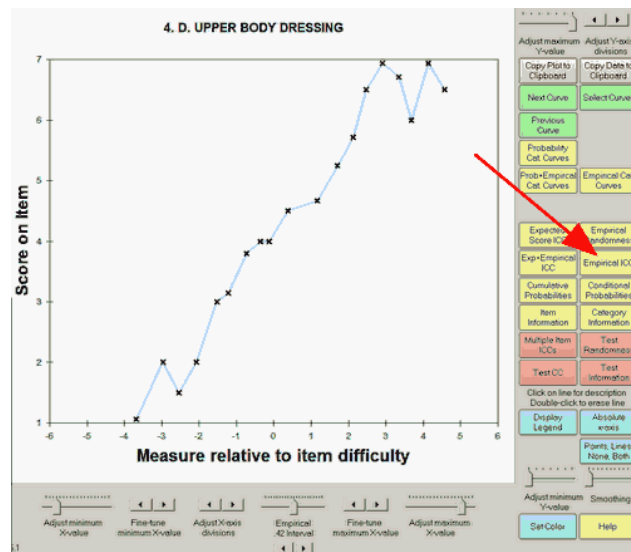 4. D. UPPER BODY DRESSING
7
6
5
4
3
2
1
Score on Item
-6 -5 -4 -3 -2 -1 0 1 2 3 4 5 6
Measure relative to item difficulty
Adjust maximum
Y-value
Adjust Y-axis
divisions
Copy Plot to
Clipboard
Copy Data to
Clipboard
Next Curve
Select Curve
Previous
Curve
Probability
Cat. Curves
Prob+Empirical
Cat. Curves
Empirical Cat.
Curves
Expected
Score ICC
Empirical
Randomness
Exp+Empirical
ICC
Empirical ICC
Cumulative
Probabilities
Conditional
Probabilities
Item
Information
Category
Information
Multiple Item
ICCs
Test
Randomness
Test CC
Test
Information
Click on line for description
Double-click to erase line
Display
Legend
Absolute
x-axis
Points, Lines
None, Both
Adjust minimum
Y-value
Smoothing
Set Color
Help
Adjust minimum
X-value
Fine-tune
minimum X-value
Adjust X-axis
divisions
Empirical
.42 Interval
Fine-tune
maximum X-value
Adjust maximum
X-value